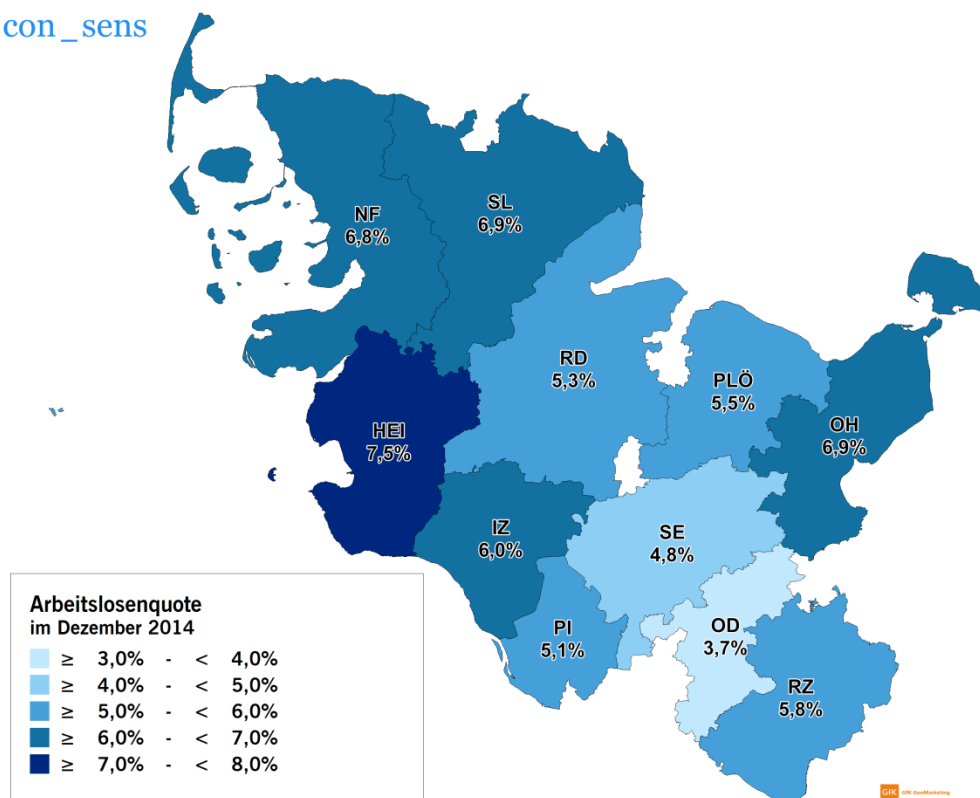 con_sens
NF
6,8%
SL
6,9%
RD
5,3%
PLÖ
5,5%
OH
6,9%
HEI
7,5%
IZ
6,0%
SE
4,8%
PI
5,1%
OD
3,7%
RZ
5,8%
Arbeitslosenquote
im Dezember 2014
≥ 3,0% - < 4,0%
≥ 4,0% - < 5,0%
≥ 5,0% - < 6,0%
≥ 6,0% - < 7,0%
≥ 7,0% - < 8,0%
GfK GfK GeoMarketing